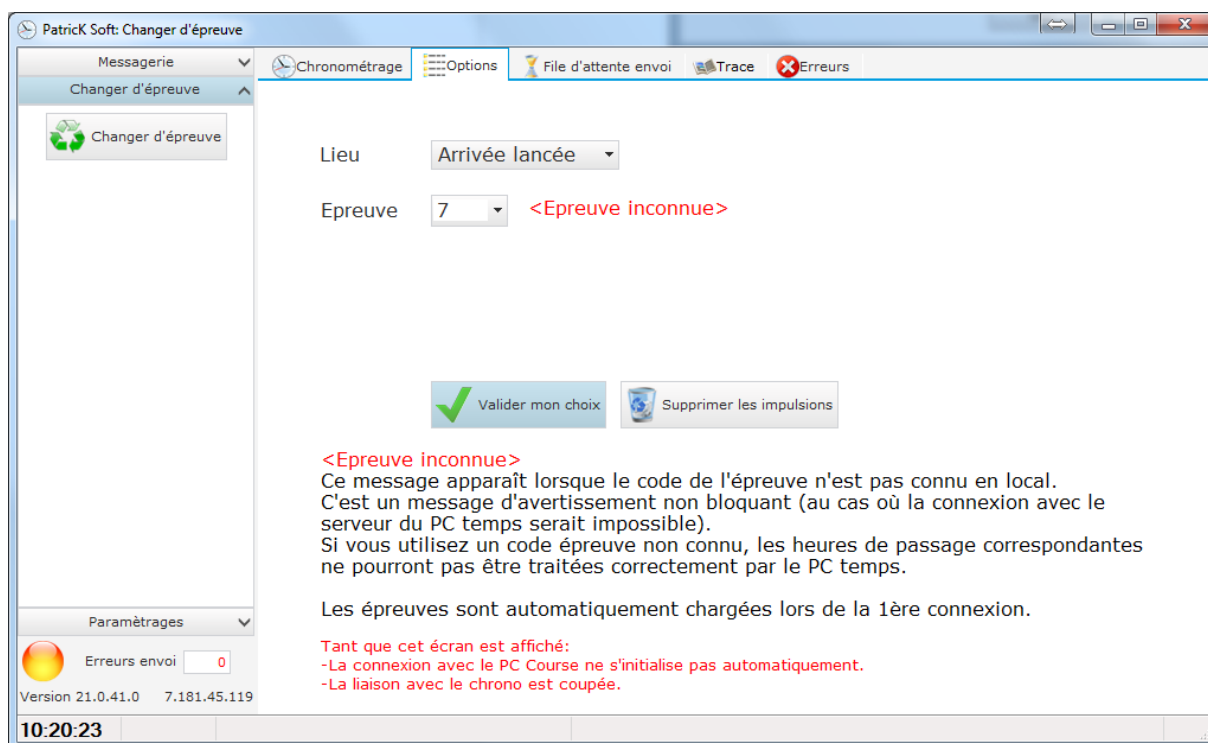 PatricK Soft: Changer d'épreuve
Messagerie
Changer d'épreuve
Changer d'épreuve
Chronométrage
Options
File d'attente envoi
Trace
Erreurs
Lieu
Arrivée lancée
Epreuve
7
<Epreuve inconnue>
Valider mon choix
Supprimer les impulsions
<Epreuve inconnue>
Ce message apparaît lorsque le code de l'épreuve n'est pas connu en local.
C'est un message d'avertissement non bloquant (au cas où la connexion avec le
serveur du PC temps serait impossible).
Si vous utilisez un code épreuve non connu, les heures de passage correspondantes
ne pourront pas être traitées correctement par le PC temps.
Les épreuves sont automatiquement chargées lors de la 1ère connexion.
Tant que cet écran est affiché:
-La connexion avec le PC Course ne s'initialise pas automatiquement.
-La liaison avec le chrono est coupée.
Paramètrages
Erreurs envoi 0
Version 21.0.41.0 7.181.45.119
10:20:23